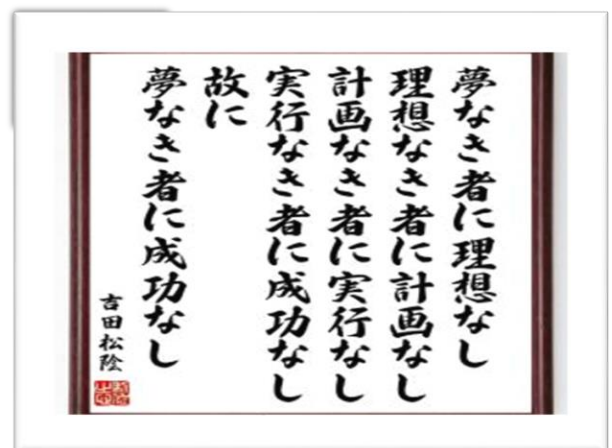 夢なき者に理想なし
理想なき者に計画なし
計画なき者に実行なし
実行なき者に成功なし
故に
夢なき者に成功なし
吉田松陰